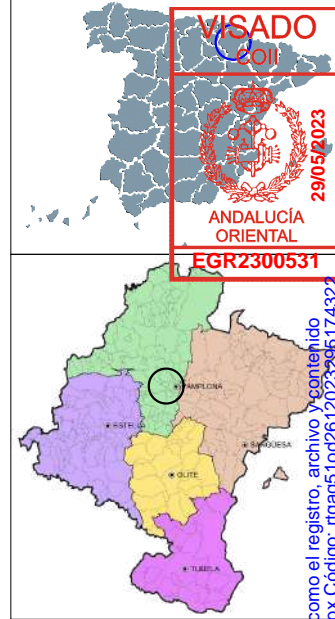 VISADO
COII
29/05/2023
ANDALUCÍA
ORIENTAL
EGR2300531
PAMPLONA
ESTELLA
SANGÜESA
OLITE
TUDELA
como el registro, archivo y contenido